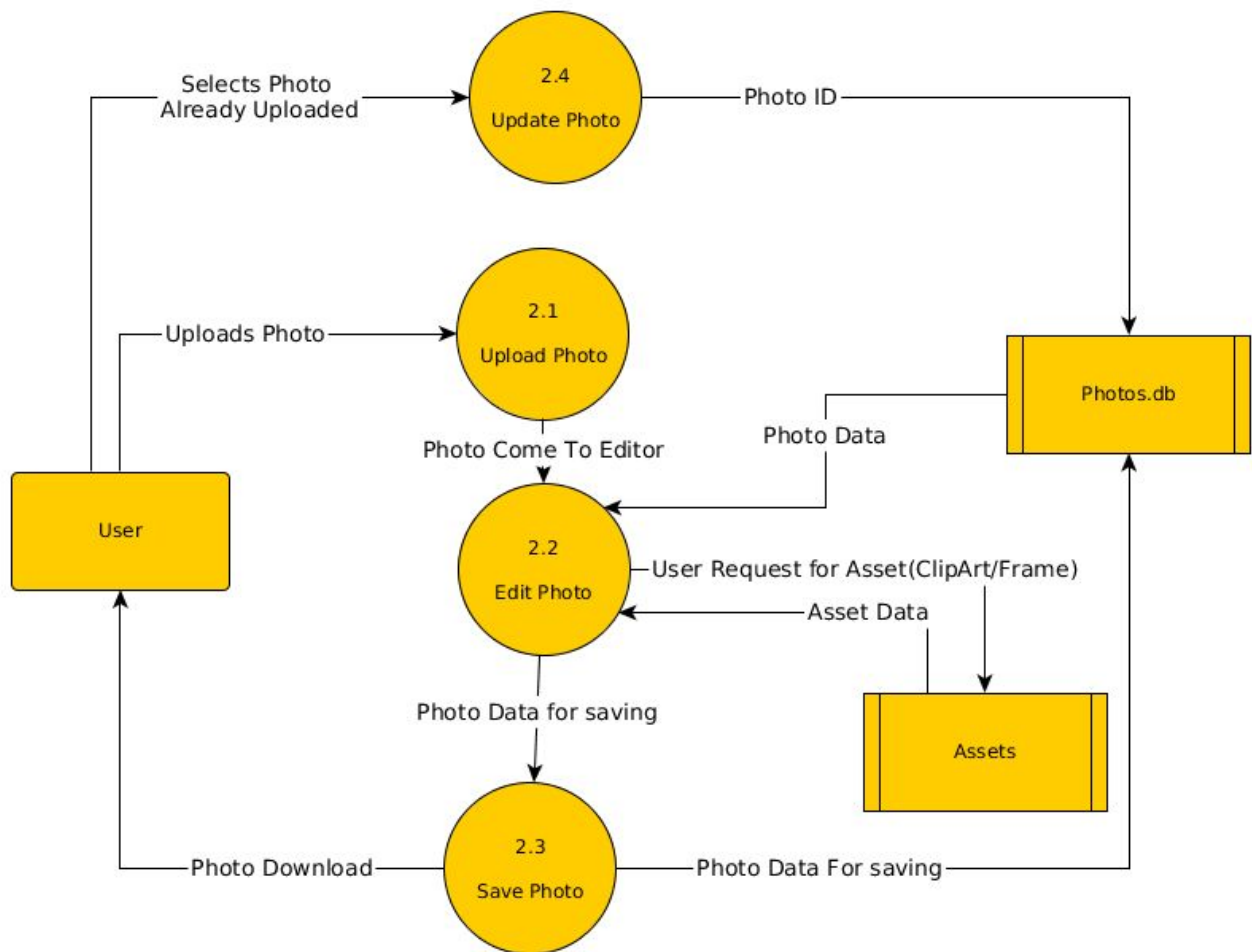 2.4
Update Photo
Selects Photo
Already Uploaded
Photo ID
2.1
Upload Photo
Uploads Photo
Photos.db
Photo Come To Editor
Photo Data
User
2.2
Edit Photo
User Request for Asset(ClipArt/Frame)
Asset Data
Photo Data for saving
Assets
2.3
Save Photo
Photo Download
Photo Data For saving